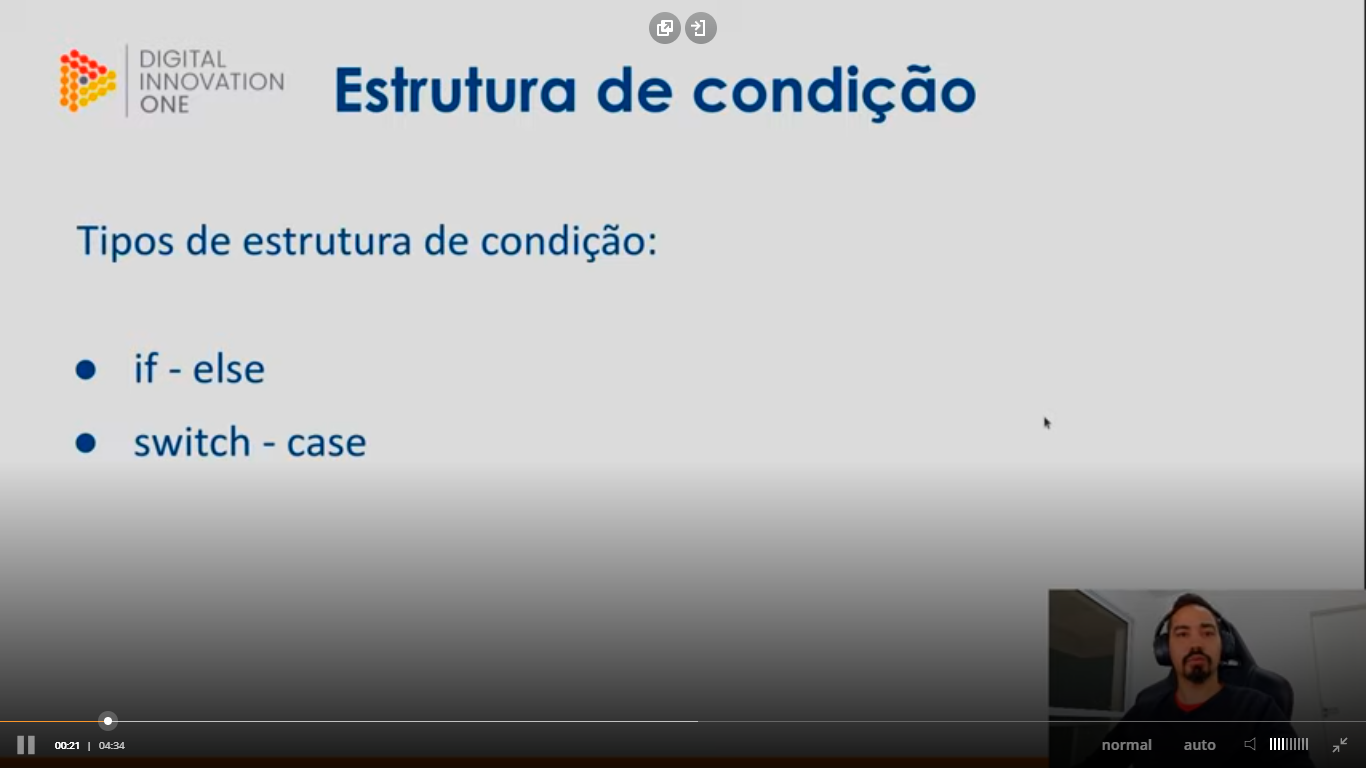 DIGITAL
INNOVATION
ONE
Estrutura de condição
Tipos de estrutura de condição:
if - else
switch - case
00:21 | 04:34
normal
auto